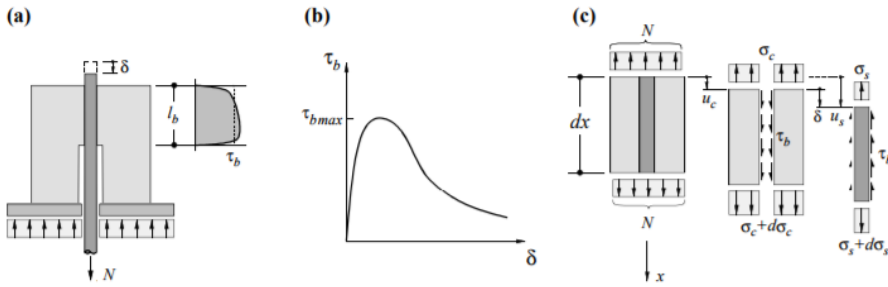 (a)
δ
l_b
τ_b
N
(b)
τ_b
τ_bmax
δ
(c)
N
dx
N
x
u_c
σ_c
τ_b
δ
u_s
σ_c+dσ_c
σ_s
σ_s+dσ_s